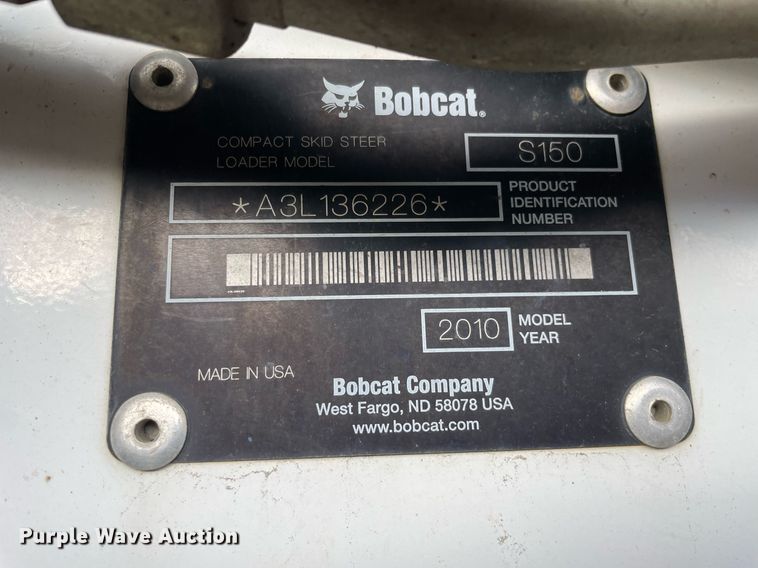 Bobcat®
COMPACT SKID STEER
LOADER MODEL
S150
*A3L136226*
PRODUCT
IDENTIFICATION
NUMBER
2010
MODEL
YEAR
MADE IN USA
Bobcat Company
West Fargo, ND 58078 USA
www.bobcat.com
Purple Wave Auction